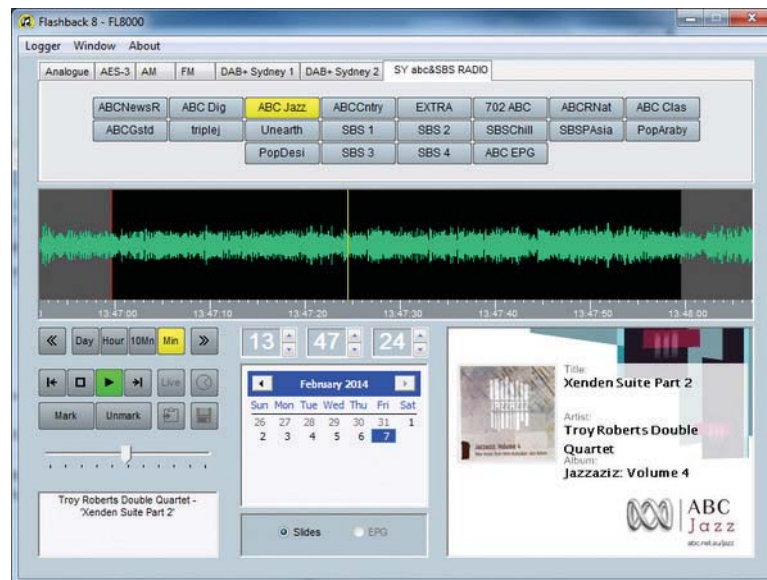 Flashback 8 - FL8000
Logger Window About
Analogue AES-3 AM FM DAB+ Sydney 1 DAB+ Sydney 2 SY abc&SBS RADIO
ABCNewsR ABC Dig ABC Jazz ABCCntry EXTRA 702 ABC ABCRNat ABC Clas
ABCGstd triplej Unearth SBS 1 SBS 2 SBSChill SBSPAsia PopAraby
PopDesi SBS 3 SBS 4 ABC EPG
13:47:00 13:47:10 13:47:20 13:47:30 13:47:40 13:47:50 13:48:00
« Day Hour 10Mn Min »
Live
Mark Unmark
Troy Roberts Double Quartet -
'Xenden Suite Part 2'
13 47 24
February 2014
Sun Mon Tue Wed Thu Fri Sat
26 27 28 29 30 31 1
2 3 4 5 6 7
Slides EPG
JAZZAZIZ
Jazzaziz: Volume 4
Title:
Xenden Suite Part 2
Artist:
Troy Roberts Double
Quartet
Album:
Jazzaziz: Volume 4
ABC
Jazz
abc.net.au/jazz